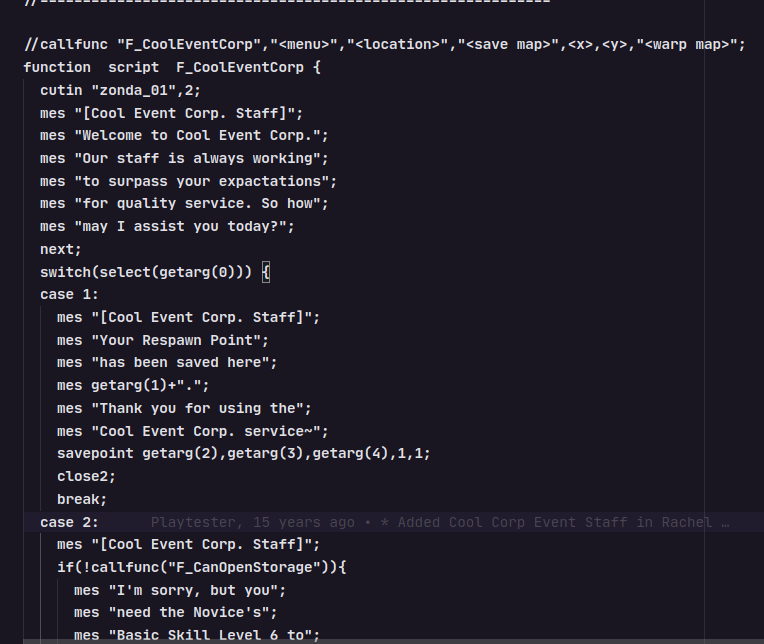 //------------------------------------------------------------
//callfunc "F_CoolEventCorp","<menu>","<location>","<save map>",<x>,<y>,"<warp map>";
function  script  F_CoolEventCorp {
  cutin "zonda_01",2;
  mes "[Cool Event Corp. Staff]";
  mes "Welcome to Cool Event Corp.";
  mes "Our staff is always working";
  mes "to surpass your expactations";
  mes "for quality service. So how";
  mes "may I assist you today?";
  next;
  switch(select(getarg(0))) {
  case 1:
    mes "[Cool Event Corp. Staff]";
    mes "Your Respawn Point";
    mes "has been saved here";
    mes getarg(1)+".";
    mes "Thank you for using the";
    mes "Cool Event Corp. service~";
    savepoint getarg(2),getarg(3),getarg(4),1,1;
    close2;
    break;
  case 2:      Playtester, 15 years ago • * Added Cool Corp Event Staff in Rachel …
    mes "[Cool Event Corp. Staff]";
    if(!callfunc("F_CanOpenStorage")){
      mes "I'm sorry, but you";
      mes "need the Novice's";
      mes "Basic Skill Level 6 to";